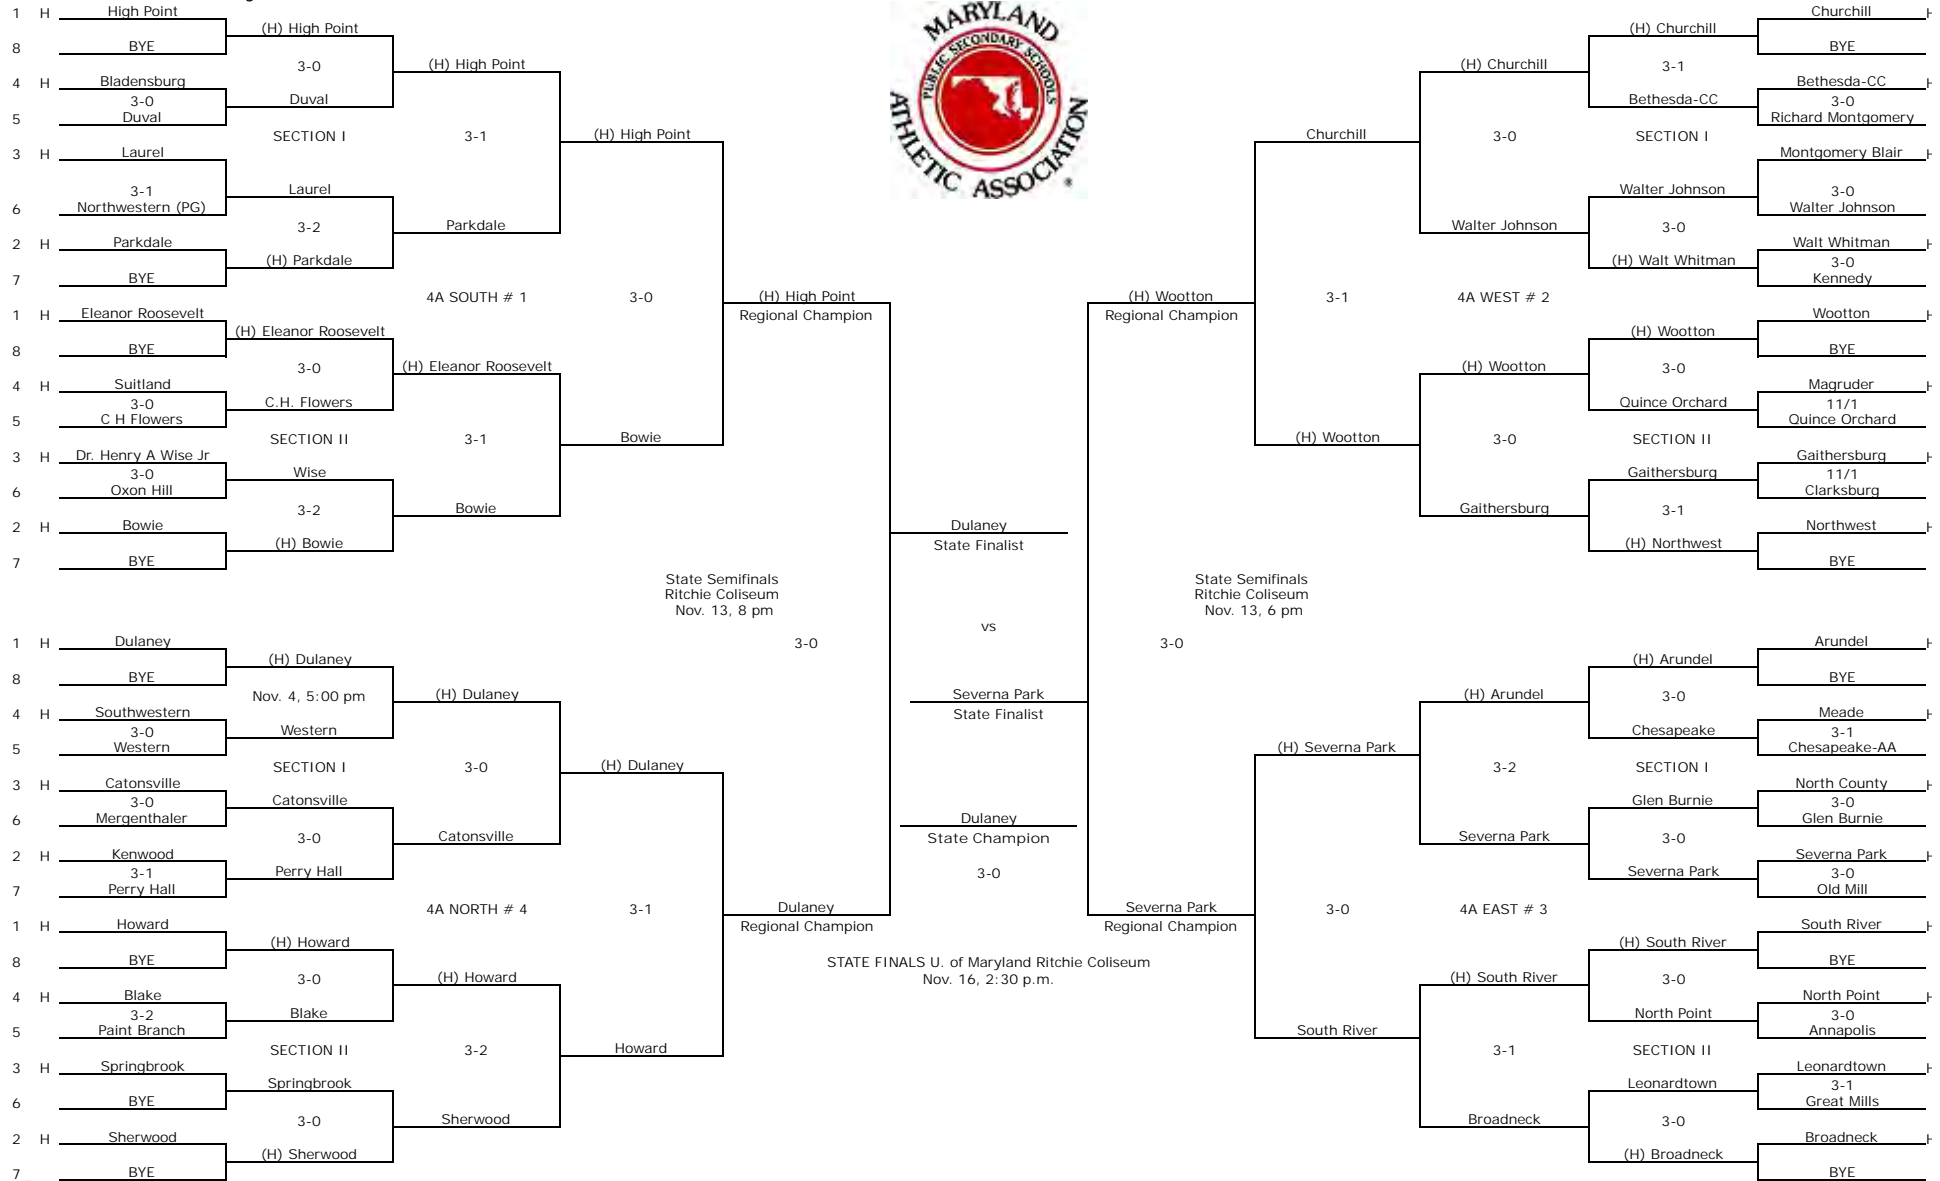 1 H High Point
8 BYE
4 H Bladensburg
3-0
5 Duval
3 H Laurel
3-1
6 Northwestern (PG)
2 H Parkdale
7 BYE
1 H Eleanor Roosevelt
8 BYE
4 H Suitland
3-0
5 C H Flowers
3 H Dr. Henry A Wise Jr
3-0
6 Oxon Hill
2 H Bowie
7 BYE
(H) High Point
3-0
Duval
SECTION I
Laurel
3-2
(H) Parkdale
(H) Eleanor Roosevelt
3-0
C.H. Flowers
SECTION II
Wise
3-2
(H) Bowie
(H) High Point
3-1
Parkdale
4A SOUTH # 1
(H) Eleanor Roosevelt
3-1
Bowie
(H) High Point
3-0
Bowie
(H) High Point
Regional Champion
State Semifinals
Ritchie Coliseum
Nov. 13, 8 pm
3-0
1 H Dulaney
8 BYE
4 H Southwestern
3-0
5 Western
3 H Catonsville
3-0
6 Mergenthaler
2 H Kenwood
3-1
7 Perry Hall
1 H Howard
8 BYE
4 H Blake
3-2
5 Paint Branch
3 H Springbrook
6 BYE
2 H Sherwood
7 BYE
(H) Dulaney
Nov. 4, 5:00 pm
Western
SECTION I
Catonsville
3-0
Perry Hall
(H) Howard
3-0
Blake
SECTION II
Springbrook
3-0
(H) Sherwood
(H) Dulaney
3-0
Catonsville
4A NORTH # 4
(H) Howard
3-2
Sherwood
(H) Dulaney
3-1
Howard
Dulaney
Regional Champion
MARYLAND
PUBLIC SECONDARY SCHOOLS
ATHLETIC ASSOCIATION
®
Dulaney
State Finalist
vs
Severna Park
State Finalist
Dulaney
State Champion
3-0
STATE FINALS U. of Maryland Ritchie Coliseum
Nov. 16, 2:30 p.m.
(H) Wootton
Regional Champion
State Semifinals
Ritchie Coliseum
Nov. 13, 6 pm
3-0
Severna Park
Regional Champion
Churchill
3-1
(H) Wootton
(H) Churchill
3-0
Walter Johnson
4A WEST # 2
(H) Wootton
3-0
Gaithersburg
(H) Churchill
3-1
Bethesda-CC
SECTION I
Walter Johnson
3-0
(H) Walt Whitman
(H) Wootton
3-0
Quince Orchard
SECTION II
Gaithersburg
3-1
(H) Northwest
Churchill H
BYE
Bethesda-CC H
3-0
Richard Montgomery
Montgomery Blair H
3-0
Walter Johnson
Walt Whitman H
3-0
Kennedy
Wootton H
BYE
Magruder H
11/1
Quince Orchard
Gaithersburg H
11/1
Clarksburg
Northwest H
BYE
(H) Severna Park
3-0
South River
(H) Arundel
3-2
Severna Park
4A EAST # 3
(H) South River
3-1
Broadneck
(H) Arundel
3-0
Chesapeake
SECTION I
Glen Burnie
3-0
Severna Park
(H) South River
3-0
North Point
SECTION II
Leonardtown
3-0
(H) Broadneck
Arundel H
BYE
Meade H
3-1
Chesapeake-AA
North County H
3-0
Glen Burnie
Severna Park H
3-0
Old Mill
South River H
BYE
North Point H
3-0
Annapolis
Leonardtown H
3-1
Great Mills
Broadneck H
BYE